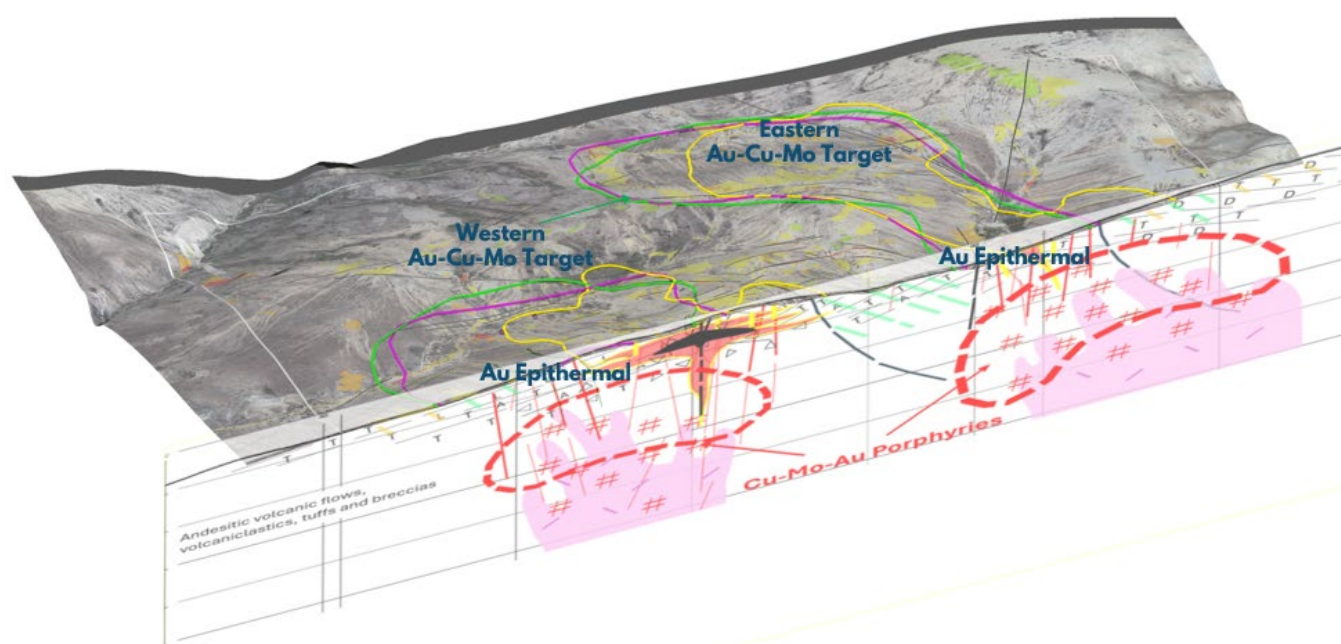 Eastern
Au-Cu-Mo Target
Western
Au-Cu-Mo Target
Au Epithermal
Au Epithermal
Cu-Mo-Au Porphyries
Andesitic volcanic flows,
volcaniclastics, tuffs and breccias